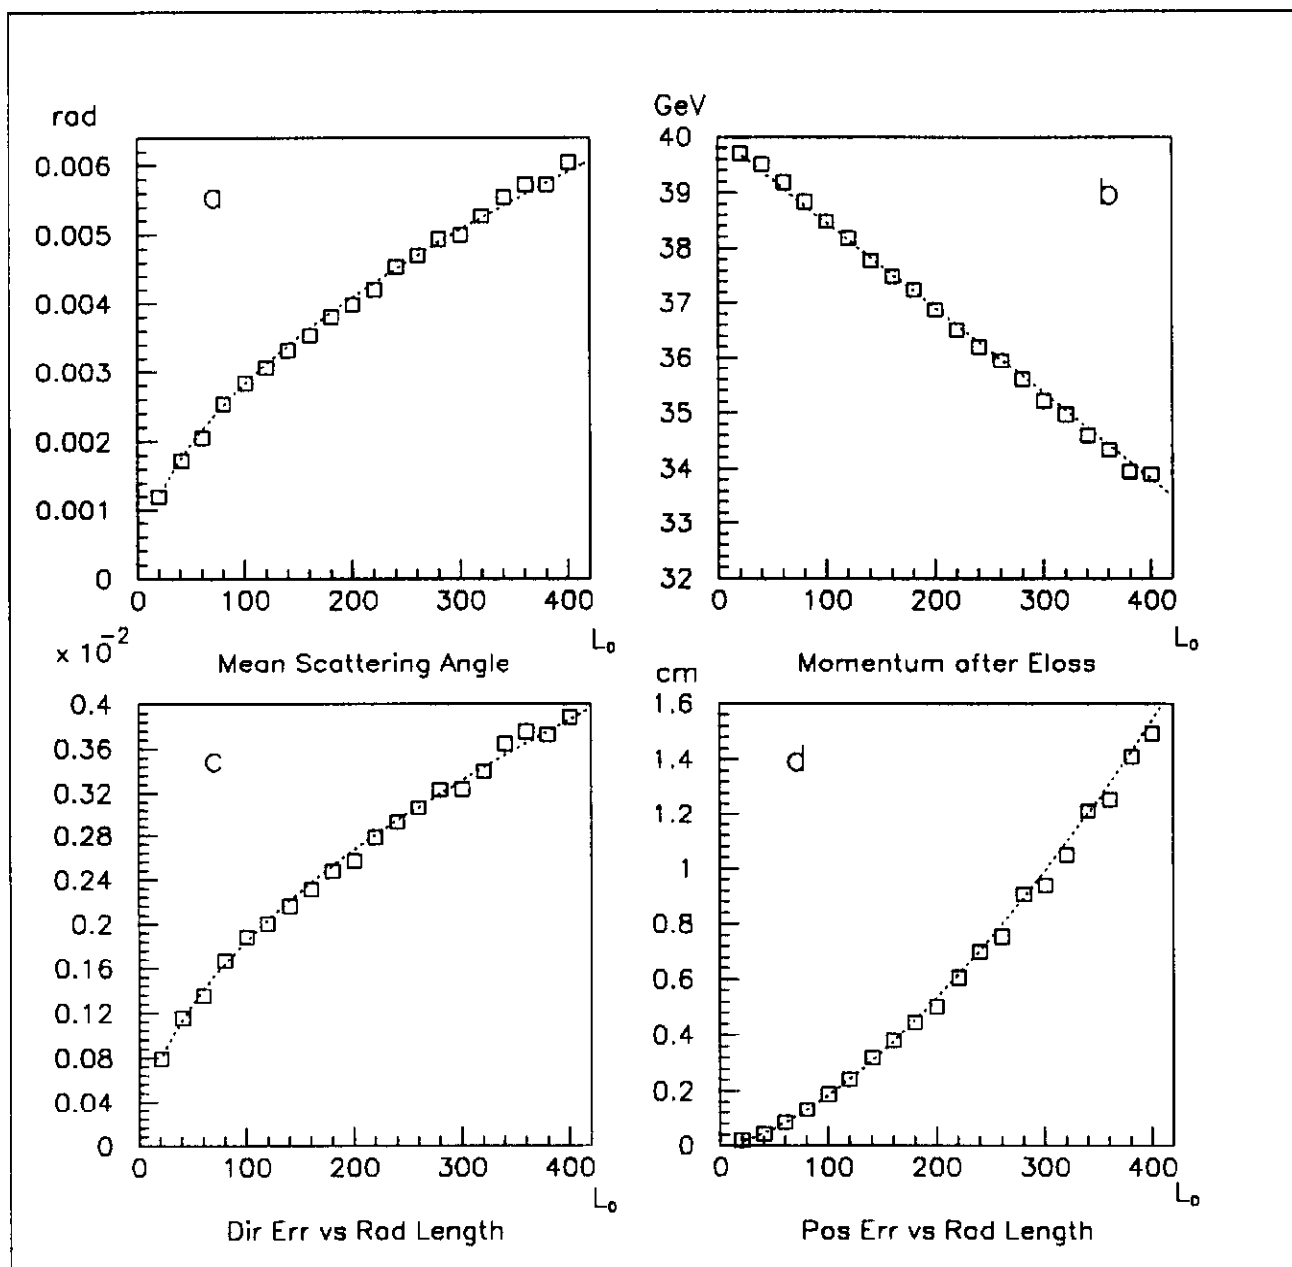 rad
0.006
0.005
0.004
0.003
0.002
0.001
0
a
0 100 200 300 400
L₀
Mean Scattering Angle
GeV
40
39
38
37
36
35
34
33
32
b
0 100 200 300 400
L₀
Momentum after Eloss
× 10⁻²
0.4
0.36
0.32
0.28
0.24
0.2
0.16
0.12
0.08
0.04
0
c
0 100 200 300 400
L₀
Dir Err vs Rad Length
cm
1.6
1.4
1.2
1
0.8
0.6
0.4
0.2
0
d
0 100 200 300 400
L₀
Pos Err vs Rad Length